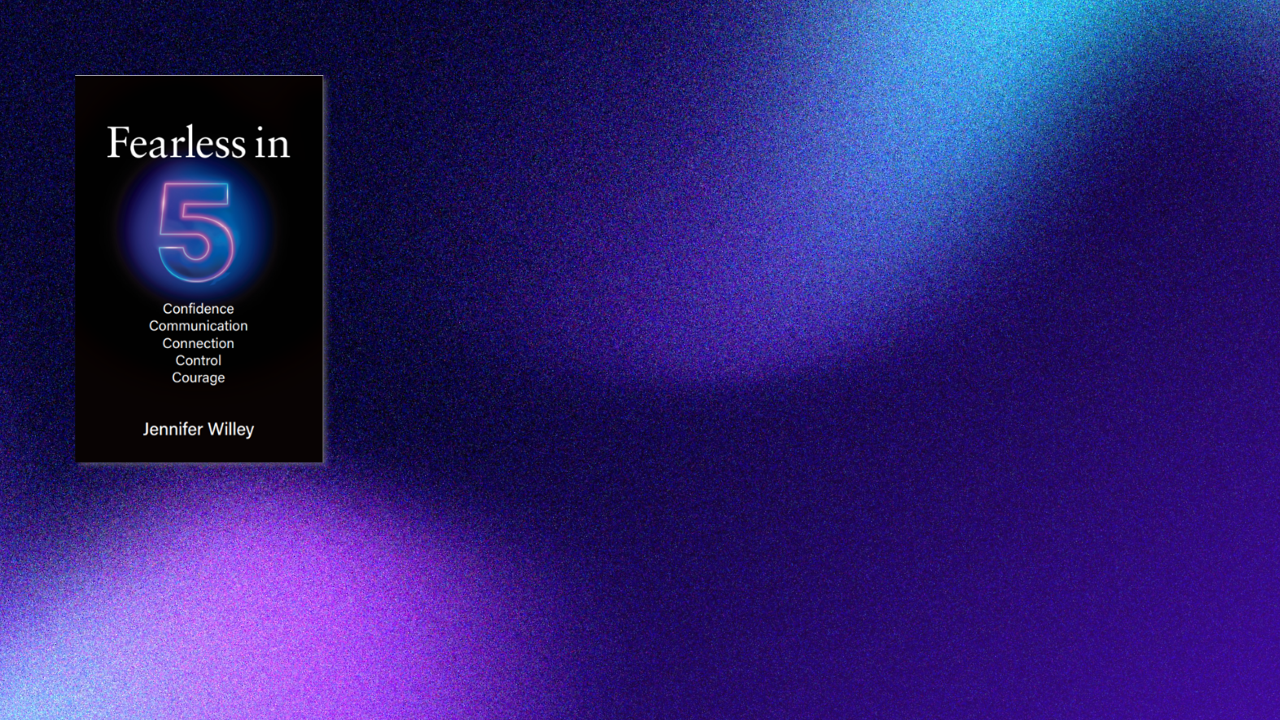 Fearless in
5
Confidence
Communication
Connection
Control
Courage
Jennifer Willey